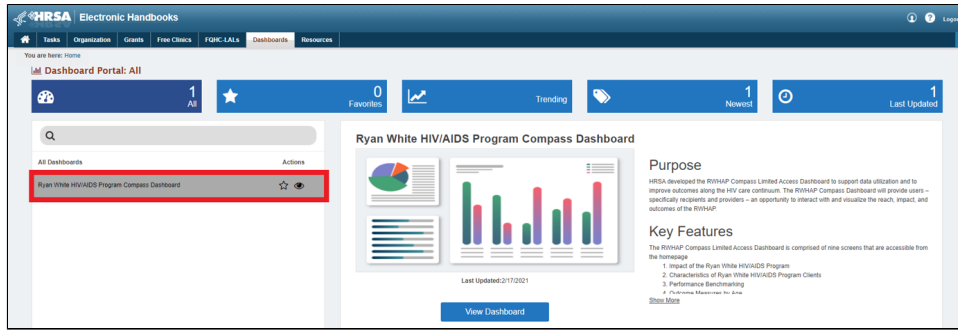 HRSA Electronic Handbooks
Logou
Tasks Organization Grants Free Clinics FQHC-LALs Dashboards Resources
You are here: Home
Dashboard Portal: All
1
All
0
Favorites
Trending
1
Newest
1
Last Updated
All Dashboards Actions
Ryan White HIV/AIDS Program Compass Dashboard
Ryan White HIV/AIDS Program Compass Dashboard
Last Updated:2/17/2021
View Dashboard
Purpose
HRSA developed the RWHAP Compass Limited Access Dashboard to support data utilization and to
improve outcomes along the HIV care continuum. The RWHAP Compass Dashboard will provide users –
specifically recipients and providers – an opportunity to interact with and visualize the reach, impact, and
outcomes of the RWHAP.
Key Features
The RWHAP Compass Limited Access Dashboard is comprised of nine screens that are accessible from
the homepage
1. Impact of the Ryan White HIV/AIDS Program
2. Characteristics of Ryan White HIV/AIDS Program Clients
3. Performance Benchmarking
4. Outcome Measures by Age
Show More